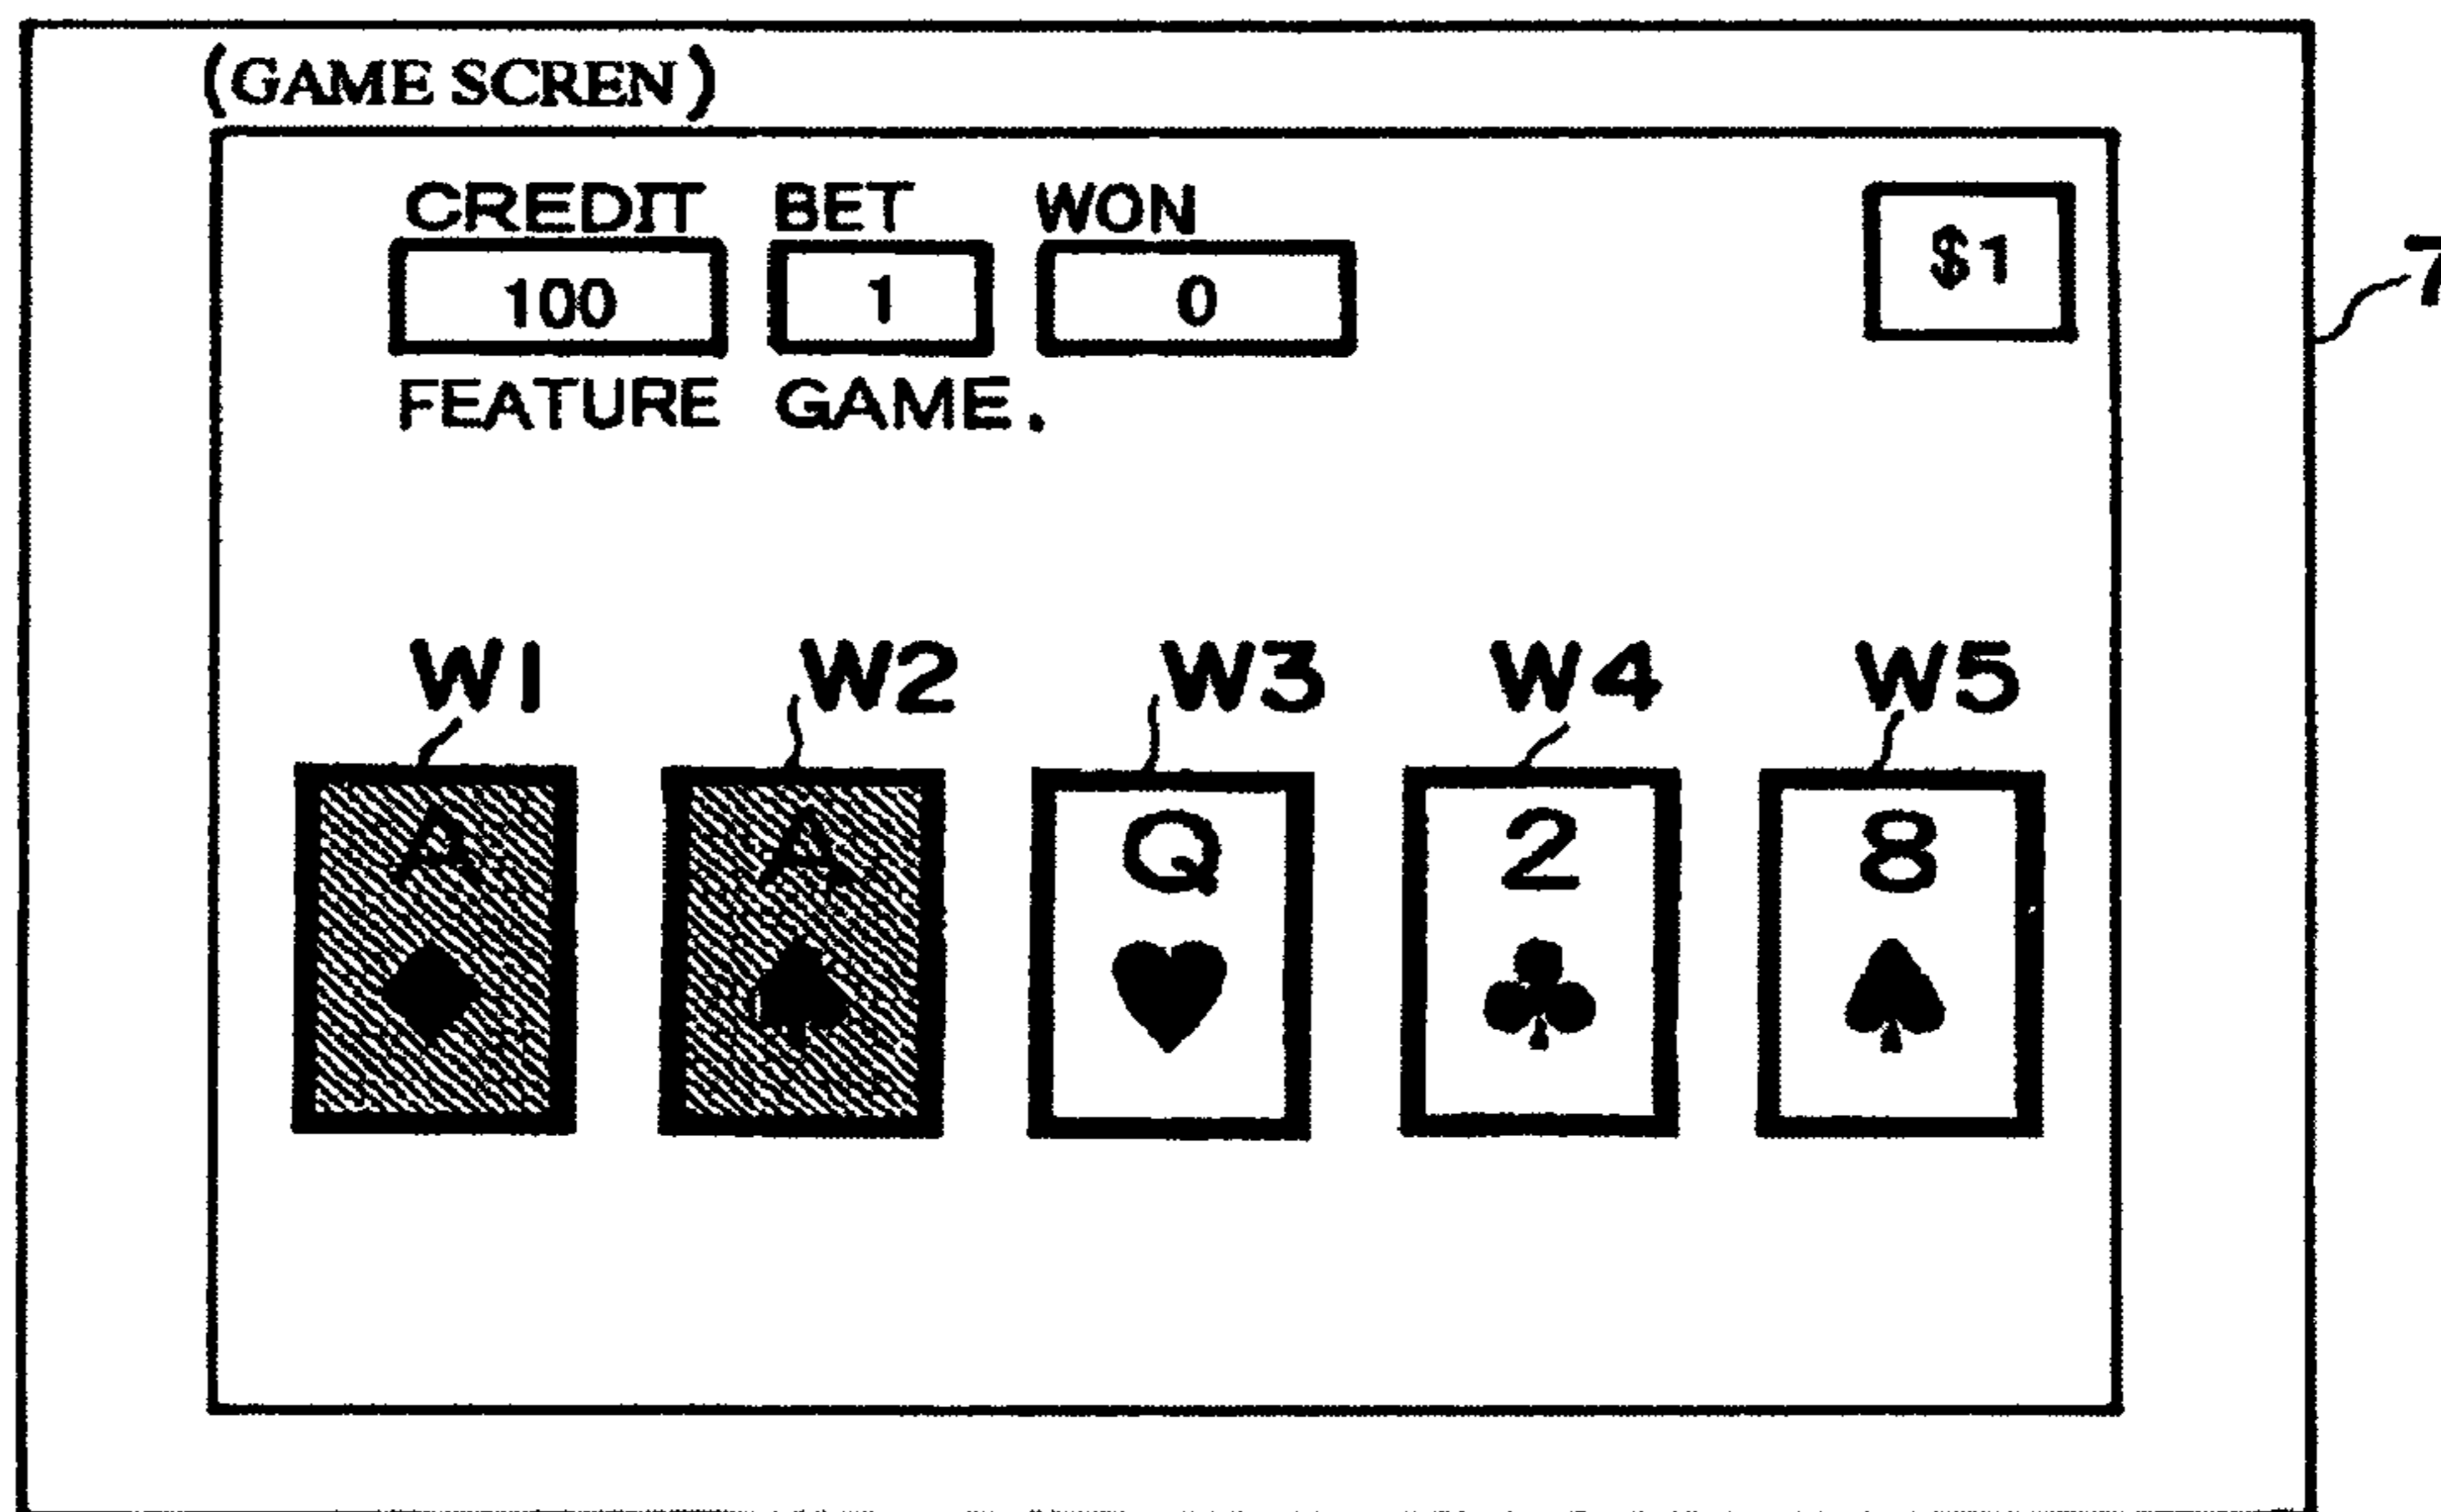 (GAME SCREN)
CREDIT BET WON
100 1 0 $1
FEATURE GAME.
7
W1 W2 W3 W4 W5
A A Q 2 8